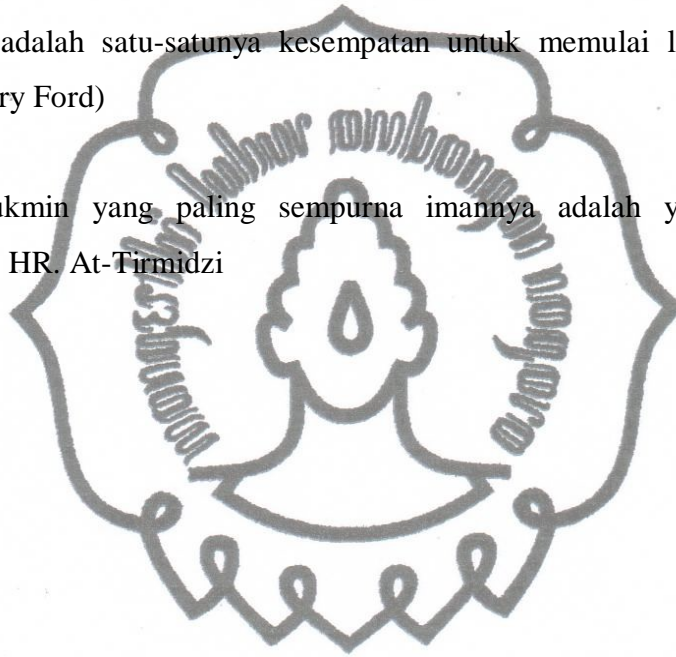 adalah satu-satunya kesempatan untuk memulai l
ry Ford)
ukmin yang paling sempurna imannya adalah y
HR. At-Tirmidzi